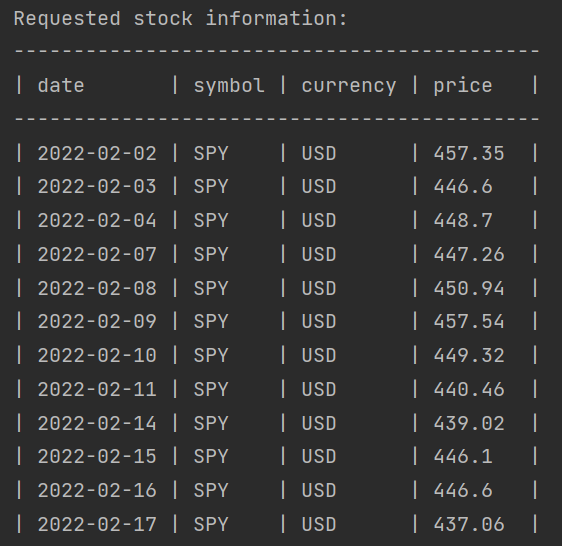 Requested stock information:
--------------------------------------------
| date       | symbol | currency | price   |
--------------------------------------------
| 2022-02-02 | SPY    | USD      | 457.35  |
| 2022-02-03 | SPY    | USD      | 446.6   |
| 2022-02-04 | SPY    | USD      | 448.7   |
| 2022-02-07 | SPY    | USD      | 447.26  |
| 2022-02-08 | SPY    | USD      | 450.94  |
| 2022-02-09 | SPY    | USD      | 457.54  |
| 2022-02-10 | SPY    | USD      | 449.32  |
| 2022-02-11 | SPY    | USD      | 440.46  |
| 2022-02-14 | SPY    | USD      | 439.02  |
| 2022-02-15 | SPY    | USD      | 446.1   |
| 2022-02-16 | SPY    | USD      | 446.6   |
| 2022-02-17 | SPY    | USD      | 437.06  |